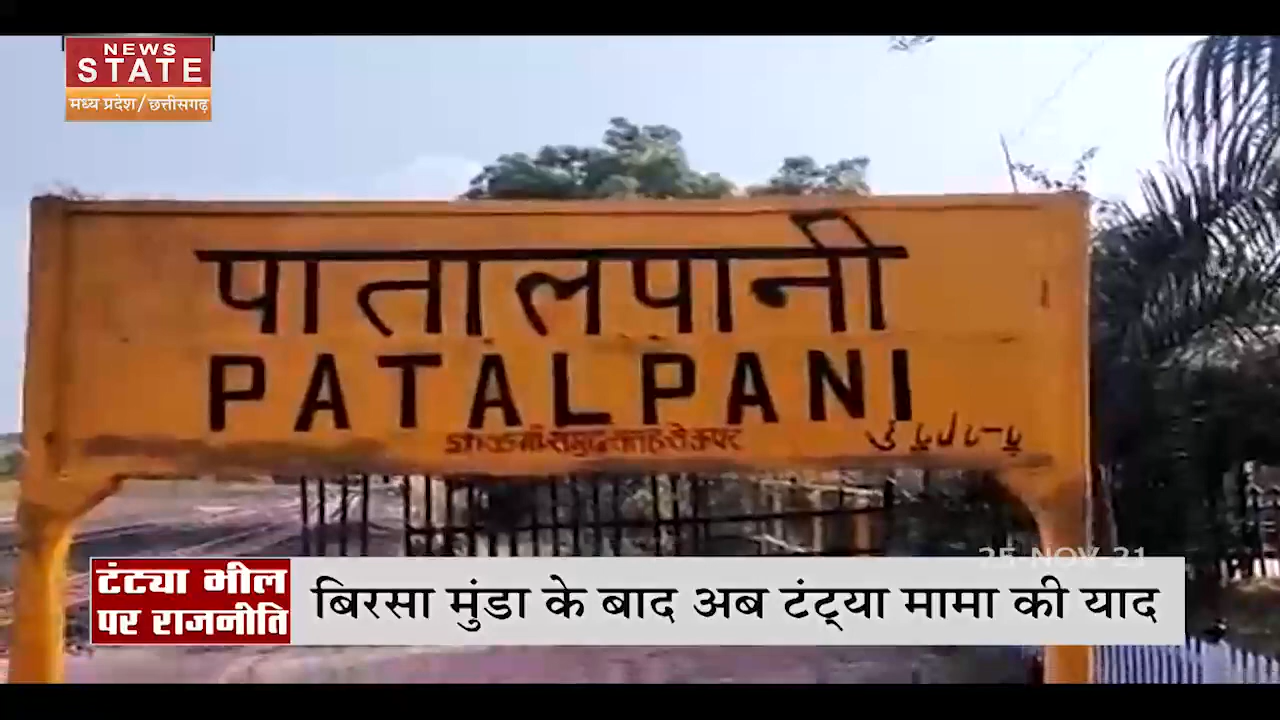 NEWS
STATE
मध्य प्रदेश/छत्तीसगढ़
पातालपानी
PATALPANI
25-NOV-21
टंट्या भील
पर राजनीति
बिरसा मुंडा के बाद अब टंट्या मामा की याद